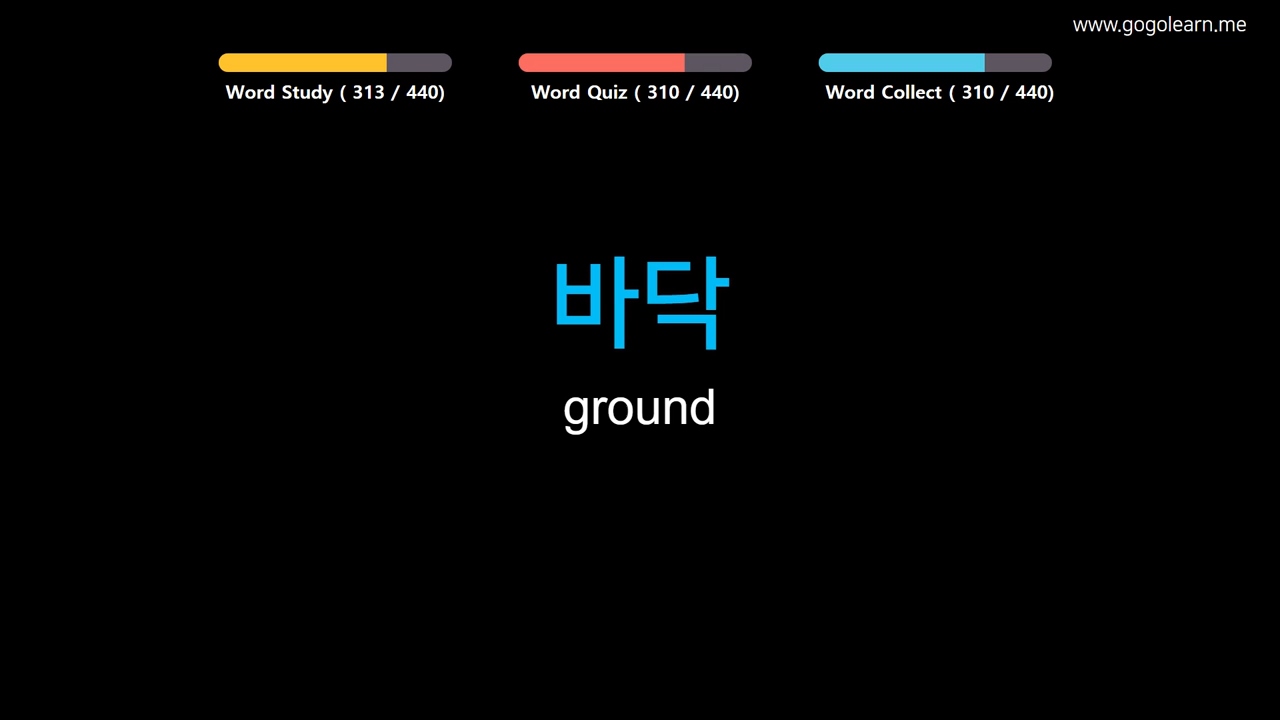 www.gogolearn.me
Word Study ( 313 / 440)
Word Quiz ( 310 / 440)
Word Collect ( 310 / 440)
바닥
ground